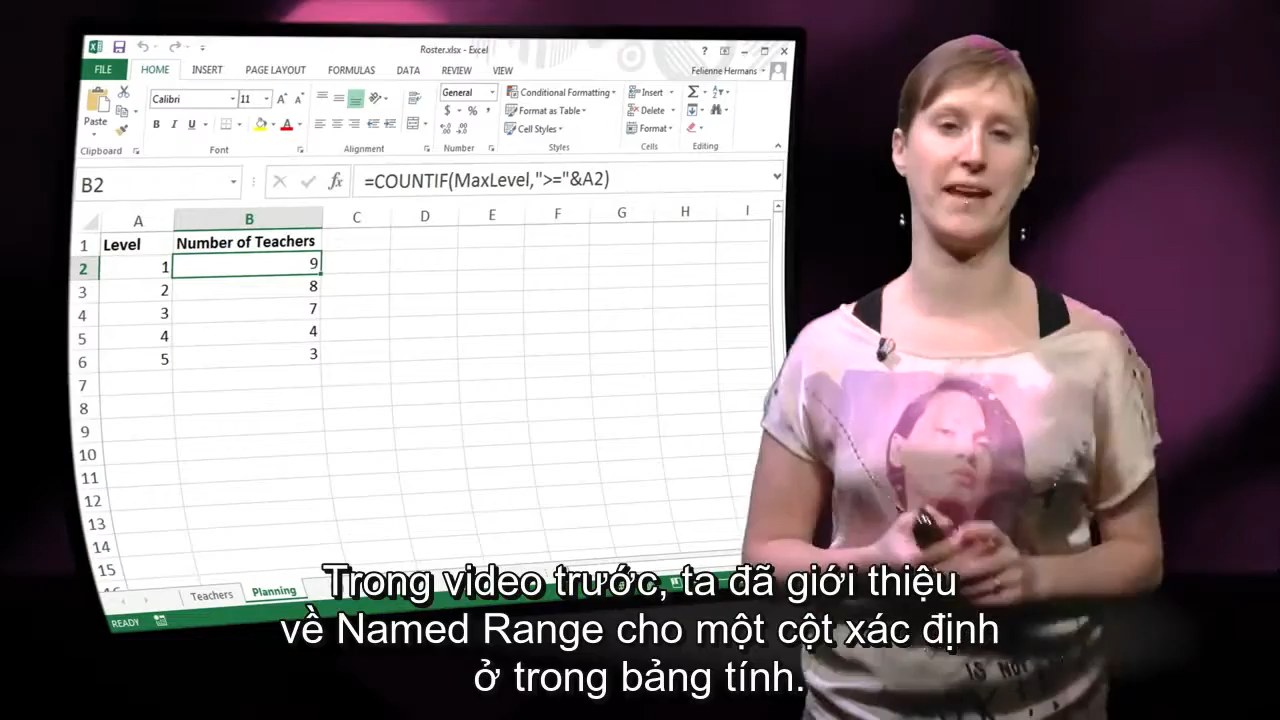 Roster.xlsx - Excel
FILE HOME INSERT PAGE LAYOUT FORMULAS DATA REVIEW VIEW
Felienne Hermans
Paste
Clipboard
Calibri 11
B I U
Font
Alignment
General
$ % ,
Number
Conditional Formatting
Format as Table
Cell Styles
Styles
Insert
Delete
Format
Cells
Editing
B2 fx =COUNTIF(MaxLevel,">="&A2)
A B C D E F G H I
1 Level Number of Teachers
2 1 9
3 2 8
4 3 7
5 4 4
6 5 3
7
8
9
10
11
12
13
14
15
Teachers Planning
READY
Trong video trước, ta đã giới thiệu
về Named Range cho một cột xác định
ở trong bảng tính.
IS NO